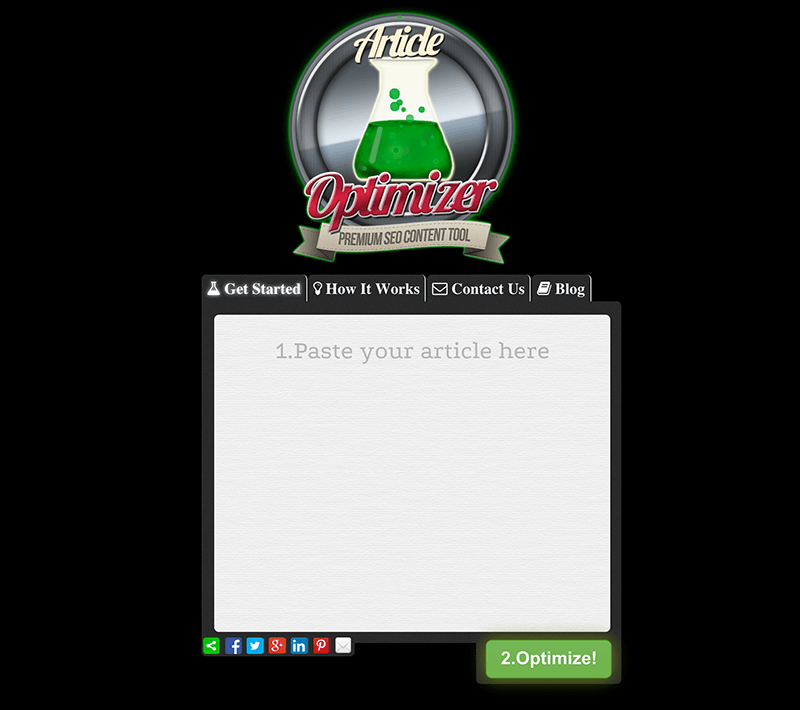 Article
Optimizer
PREMIUM SEO CONTENT TOOL
Get Started How It Works Contact Us Blog
1.Paste your article here
2.Optimize!